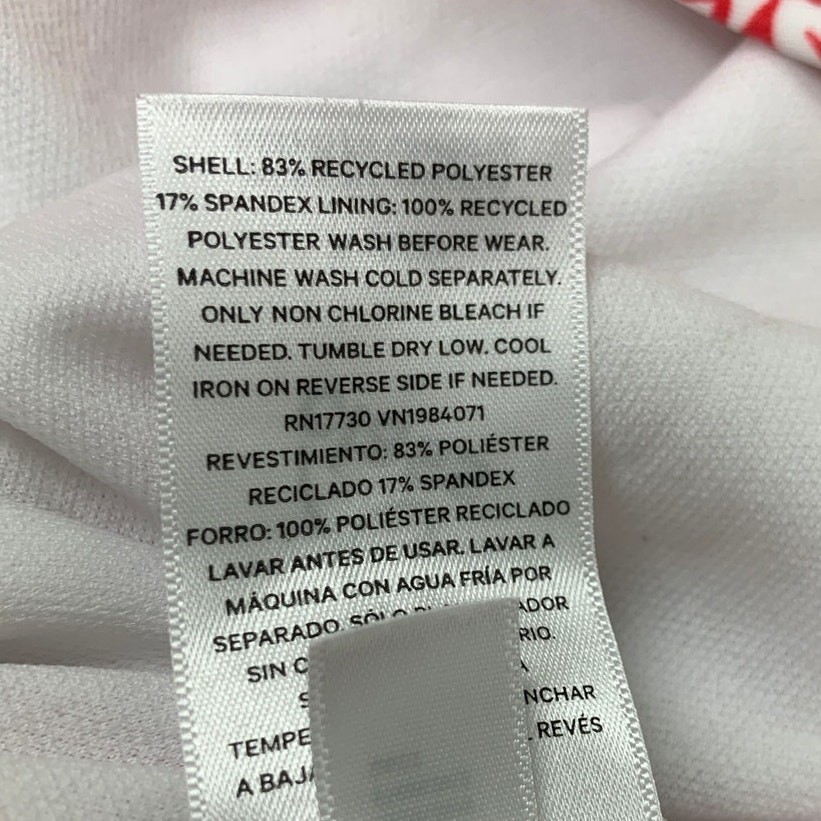 SHELL: 83% RECYCLED POLYESTER
17% SPANDEX LINING: 100% RECYCLED
POLYESTER WASH BEFORE WEAR.
MACHINE WASH COLD SEPARATELY.
ONLY NON CHLORINE BLEACH IF
NEEDED. TUMBLE DRY LOW. COOL
IRON ON REVERSE SIDE IF NEEDED.
RN17730 VN1984071
REVESTIMIENTO: 83% POLIÉSTER
RECICLADO 17% SPANDEX
FORRO: 100% POLIÉSTER RECICLADO
LAVAR ANTES DE USAR. LAVAR A
MÁQUINA CON AGUA FRÍA POR
SEPARADO. SÓLO
SIN
REVÉS
A